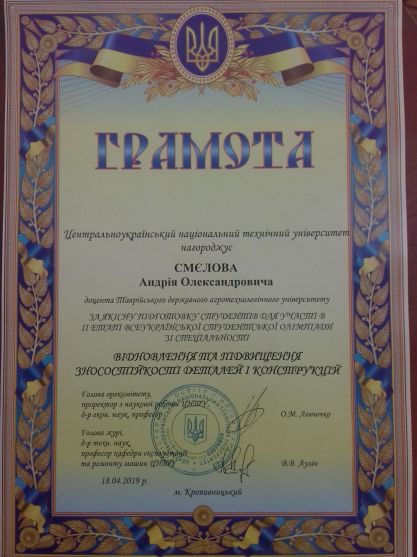 ГРАМОТА
Центральноукраїнський національний технічний університет
нагороджує
СМЄЛОВА
Андрія Олександровича
доцента Таврійського державного агротехнологічного університету
ЗА ЯКІСНУ ПІДГОТОВКУ СТУДЕНТІВ ДЛЯ УЧАСТІ В
ІІ ЕТАПІ ВСЕУКРАЇНСЬКОЇ СТУДЕНТСЬКОЇ ОЛІМПІАДИ
ЗІ СПЕЦІАЛЬНОСТІ
ВІДНОВЛЕННЯ ТА ПІДВИЩЕННЯ
ЗНОСОСТІЙКОСТІ ДЕТАЛЕЙ І КОНСТРУКЦІЙ
Голова оргкомітету,
проректор з наукової роботи ЦНТУ,
д-р екон. наук, професор
О.М. Левченко
Голова журі,
д-р техн. наук,
професор кафедри експлуатації
та ремонту машин ЦНТУ
В.В. Аулін
18.04.2019 р.
м. Кропивницький